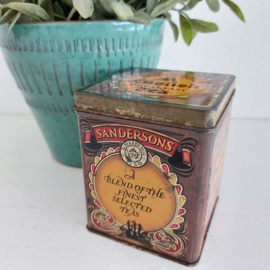 SANDERSONS
A
BLEND OF THE
FINEST
SELECTED
TEAS